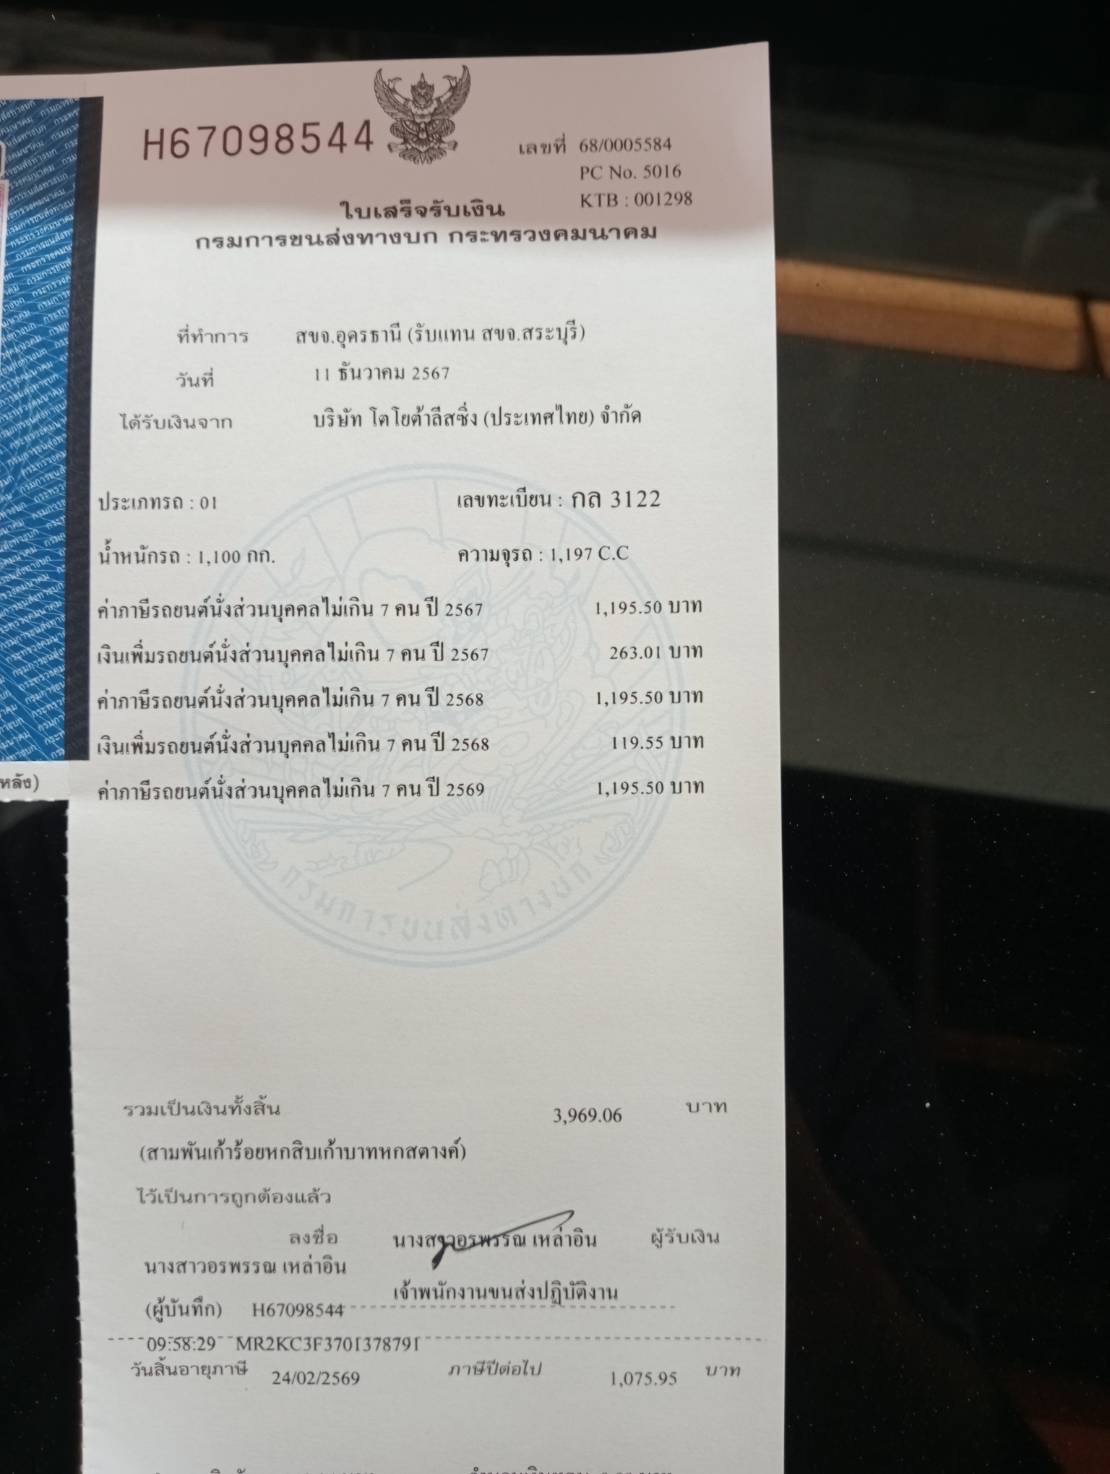 H67098544
เลขที่ 68/0005584
PC No. 5016
KTB : 001298
ใบเสร็จรับเงิน
กรมการขนส่งทางบก กระทรวงคมนาคม
ที่ทำการ สขจ.อุดรธานี (รับแทน สขจ.สระบุรี)
วันที่ 11 ธันวาคม 2567
ได้รับเงินจาก บริษัท โตโยต้าลีสซิ่ง (ประเทศไทย) จำกัด
ประเภทรถ : 01 เลขทะเบียน : กล 3122
น้ำหนักรถ : 1,100 กก. ความจุรถ : 1,197 C.C
ค่าภาษีรถยนต์นั่งส่วนบุคคลไม่เกิน 7 คน ปี 2567 1,195.50 บาท
เงินเพิ่มรถยนต์นั่งส่วนบุคคลไม่เกิน 7 คน ปี 2567 263.01 บาท
ค่าภาษีรถยนต์นั่งส่วนบุคคลไม่เกิน 7 คน ปี 2568 1,195.50 บาท
เงินเพิ่มรถยนต์นั่งส่วนบุคคลไม่เกิน 7 คน ปี 2568 119.55 บาท
หลัง)
ค่าภาษีรถยนต์นั่งส่วนบุคคลไม่เกิน 7 คน ปี 2569 1,195.50 บาท
กรมการขนส่งทางบก
รวมเป็นเงินทั้งสิ้น 3,969.06 บาท
(สามพันเก้าร้อยหกสิบเก้าบาทหกสตางค์)
ไว้เป็นการถูกต้องแล้ว
ลงชื่อ นางสาวอรพรรณ เหล่าอิน ผู้รับเงิน
นางสาวอรพรรณ เหล่าอิน
เจ้าพนักงานขนส่งปฏิบัติงาน
(ผู้บันทึก) H67098544
09:58:29 MR2KC3F3701378791
วันสิ้นอายุภาษี 24/02/2569 ภาษีปีต่อไป 1,075.95 บาท